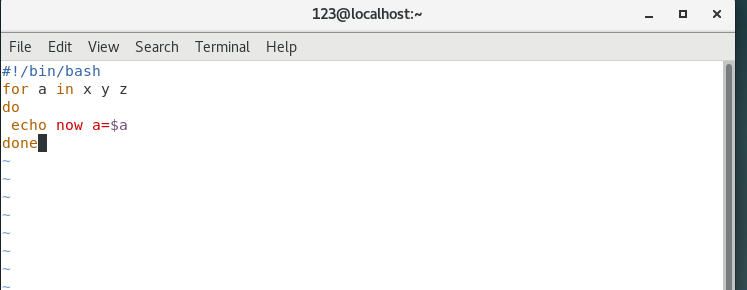 123@localhost:~
File Edit View Search Terminal Help
#!/bin/bash
for a in x y z
do
 echo now a=$a
done
~
~
~
~
~
~
~
~